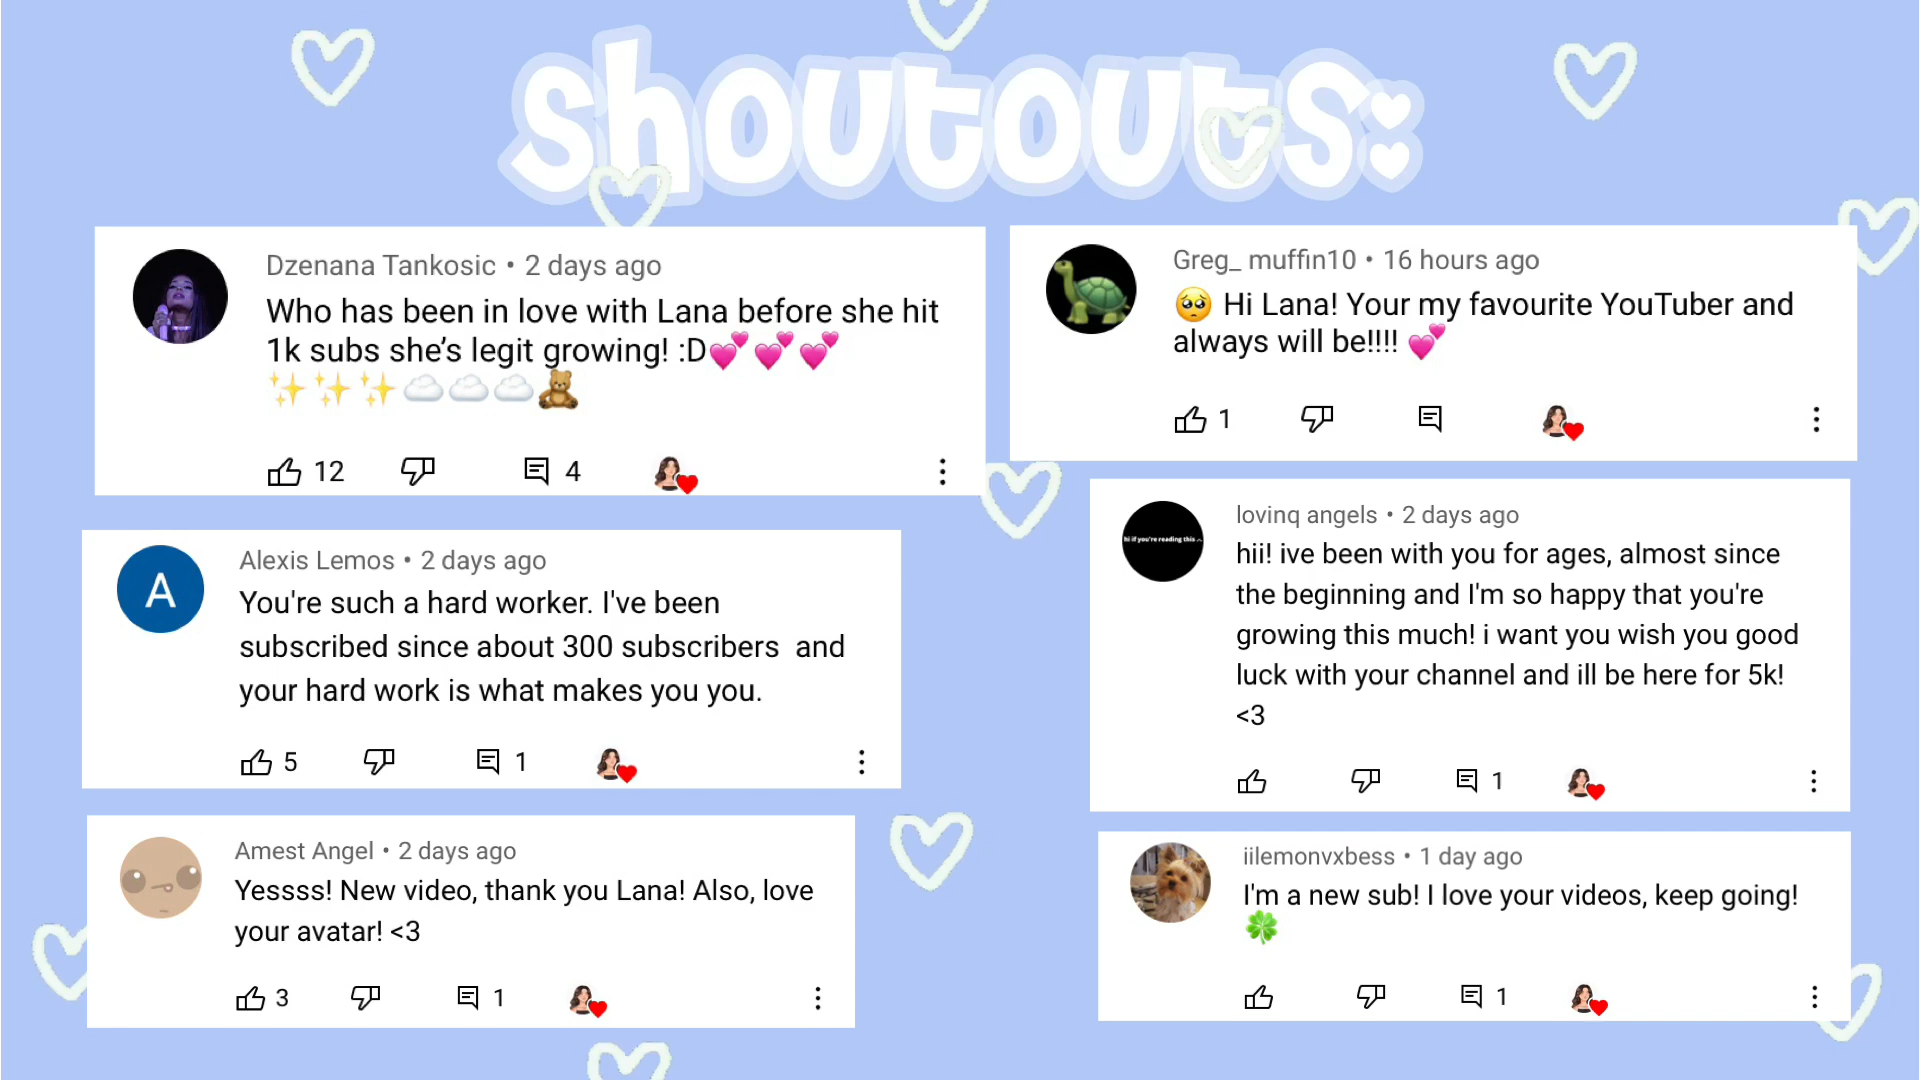 shoutouts:
Dzenana Tankosic • 2 days ago
Who has been in love with Lana before she hit
1k subs she’s legit growing! :D💕💕💕
✨✨✨☁️☁️☁️🧸
12 4
Greg_ muffin10 • 16 hours ago
🥺 Hi Lana! Your my favourite YouTuber and
always will be!!!! 💕
1
Alexis Lemos • 2 days ago
A
You're such a hard worker. I've been
subscribed since about 300 subscribers  and
your hard work is what makes you you.
5 1
lovinq angels • 2 days ago
hi if you're reading this ^
hii! ive been with you for ages, almost since
the beginning and I'm so happy that you're
growing this much! i want you wish you good
luck with your channel and ill be here for 5k!
<3
1
Amest Angel • 2 days ago
Yessss! New video, thank you Lana! Also, love
your avatar! <3
3 1
iilemonvxbess • 1 day ago
I'm a new sub! I love your videos, keep going!
🍀
1